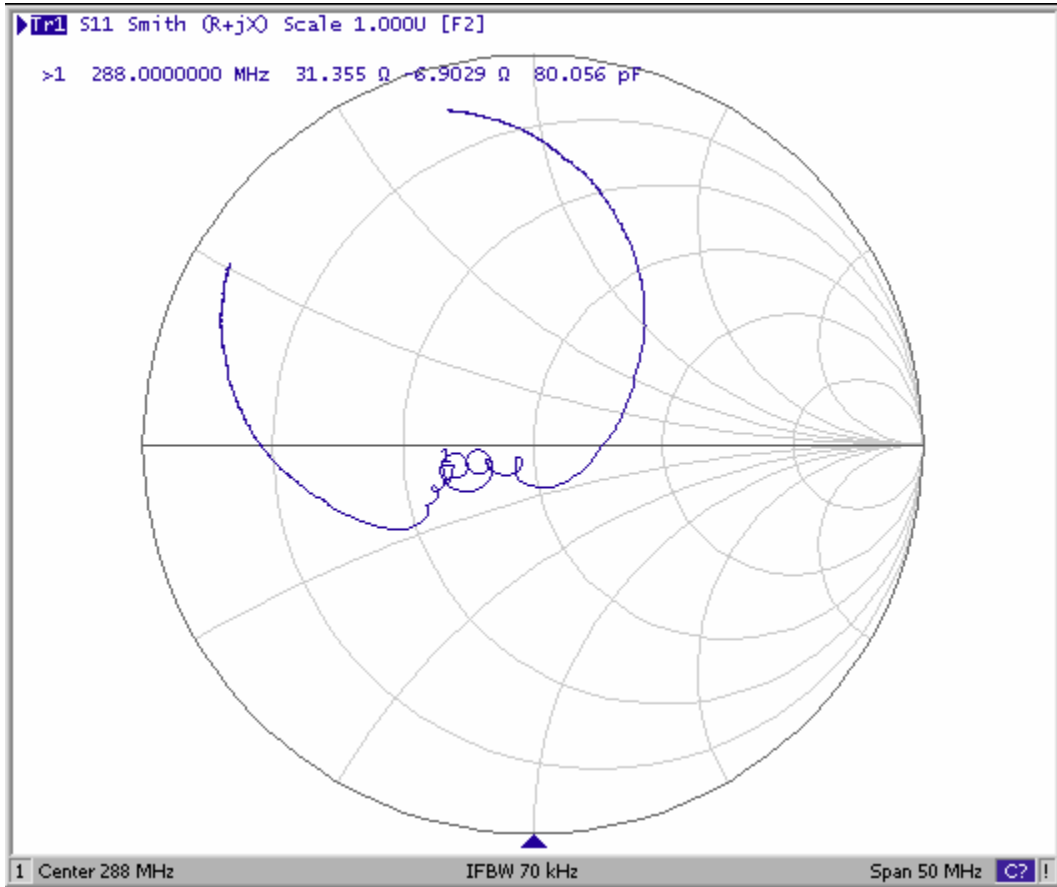 Tr1 S11 Smith (R+jX) Scale 1.000U [F2]
>1 288.0000000 MHz 31.355 Ω -6.9029 Ω 80.056 pF
1
1 Center 288 MHz IFBW 70 kHz Span 50 MHz C? !